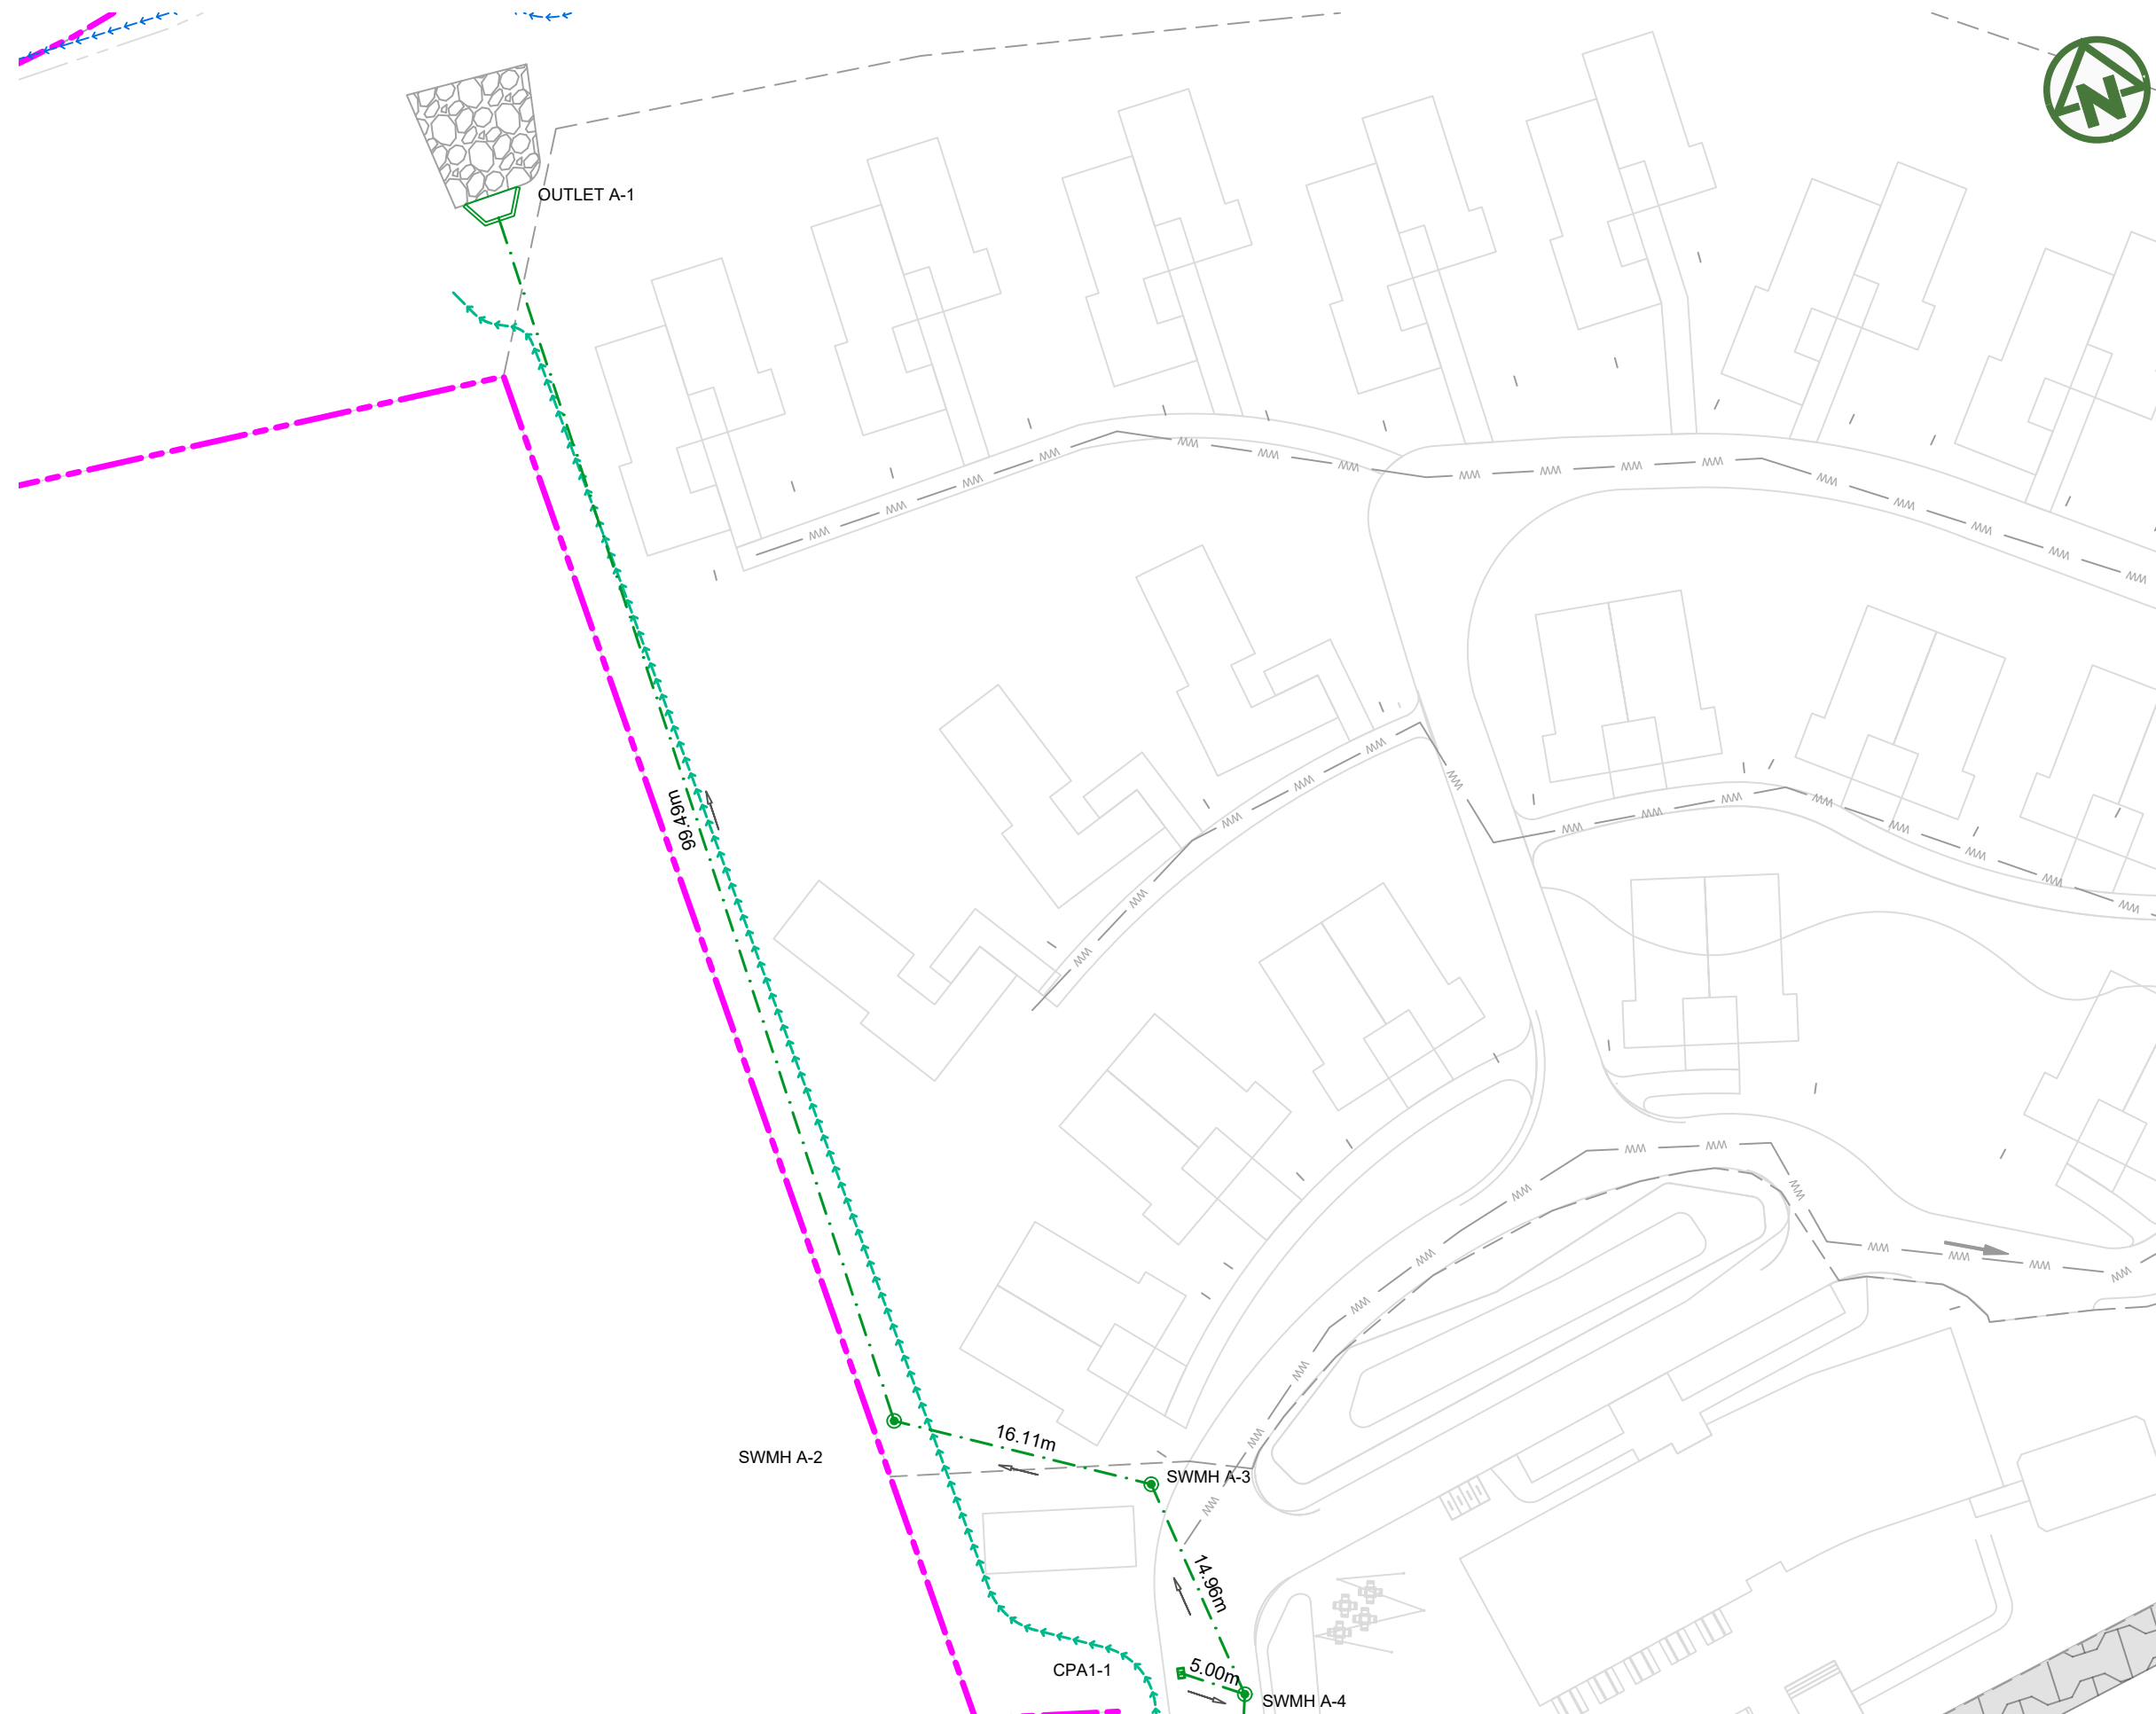 N
OUTLET A-1
99.49m
16.11m
SWMH A-2
SWMH A-3
14.96m
CPA1-1
5.00m
SWMH A-4